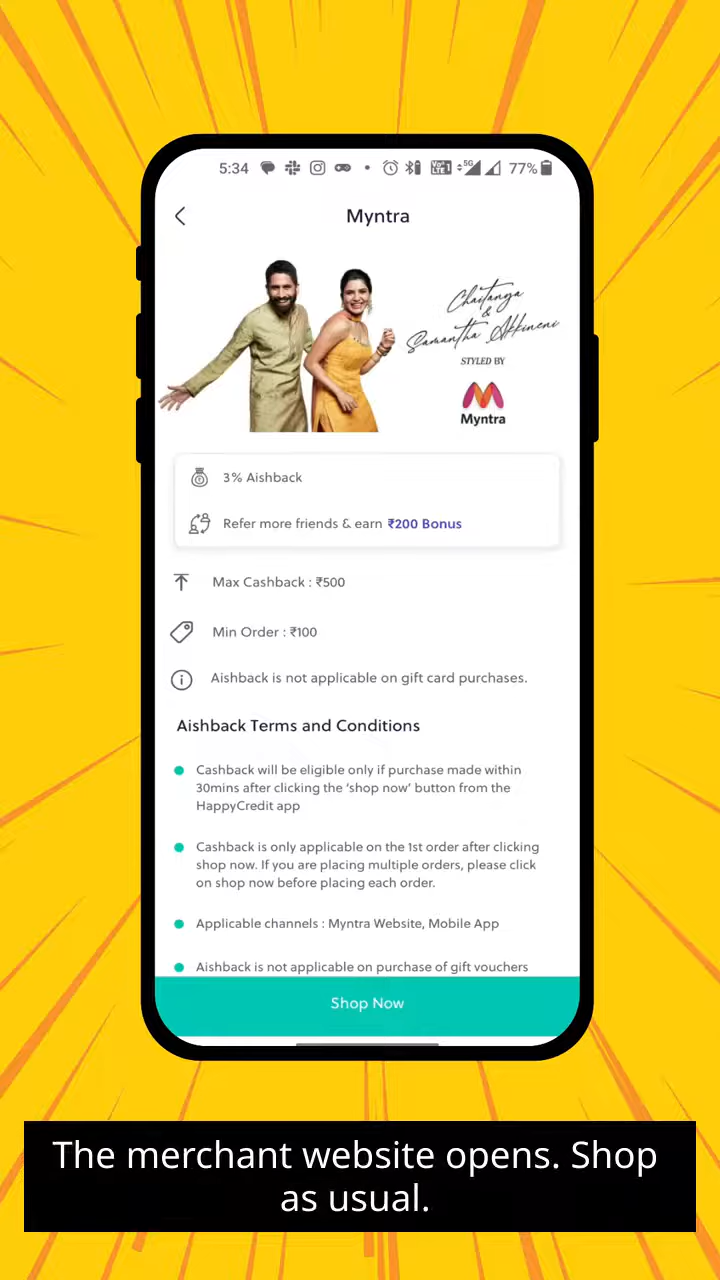 5:34
5G
77%
Myntra
Chaitanya
&
Samantha Akkineni
STYLED BY
Myntra
3% Aishback
Refer more friends & earn ₹200 Bonus
Max Cashback : ₹500
Min Order : ₹100
Aishback is not applicable on gift card purchases.
Aishback Terms and Conditions
Cashback will be eligible only if purchase made within
30mins after clicking the ‘shop now’ button from the
HappyCredit app
Cashback is only applicable on the 1st order after clicking
shop now. If you are placing multiple orders, please click
on shop now before placing each order.
Applicable channels : Myntra Website, Mobile App
Aishback is not applicable on purchase of gift vouchers
Shop Now
The merchant website opens. Shop
as usual.